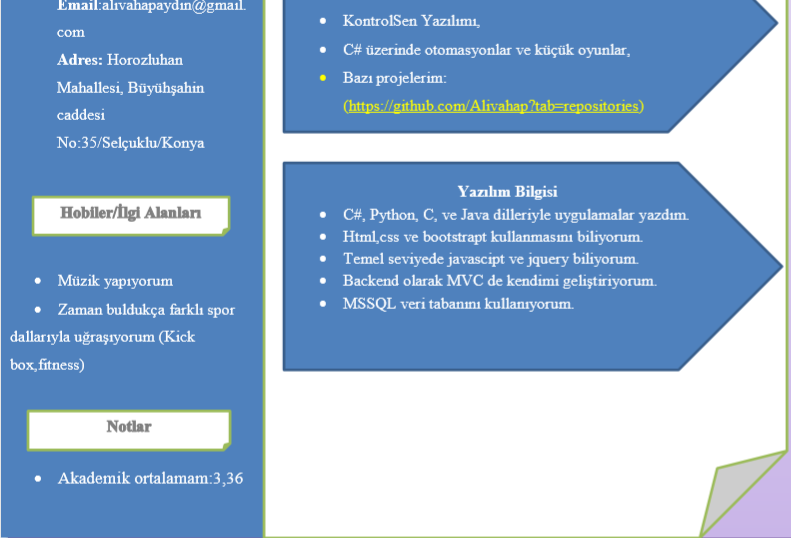 Email:alivahapaydın@gmail.
com
Adres: Horozluhan
Mahallesi, Büyühşahin
caddesi
No:35/Selçuklu/Konya
Hobiler/İlgi Alanları
• Müzik yapıyorum
• Zaman buldukça farklı spor
dallarıyla uğraşıyorum (Kick
box,fitness)
Notlar
• Akademik ortalamam:3,36
• KontrolSen Yazılımı,
• C# üzerinde otomasyonlar ve küçük oyunlar,
• Bazı projelerim:
(https://github.com/Alivahap?tab=repositories)
Yazılım Bilgisi
• C#, Python, C, ve Java dilleriyle uygulamalar yazdım.
• Html,css ve bootstrapt kullanmasını biliyorum.
• Temel seviyede javascipt ve jquery biliyorum.
• Backend olarak MVC de kendimi geliştiriyorum.
• MSSQL veri tabanını kullanıyorum.